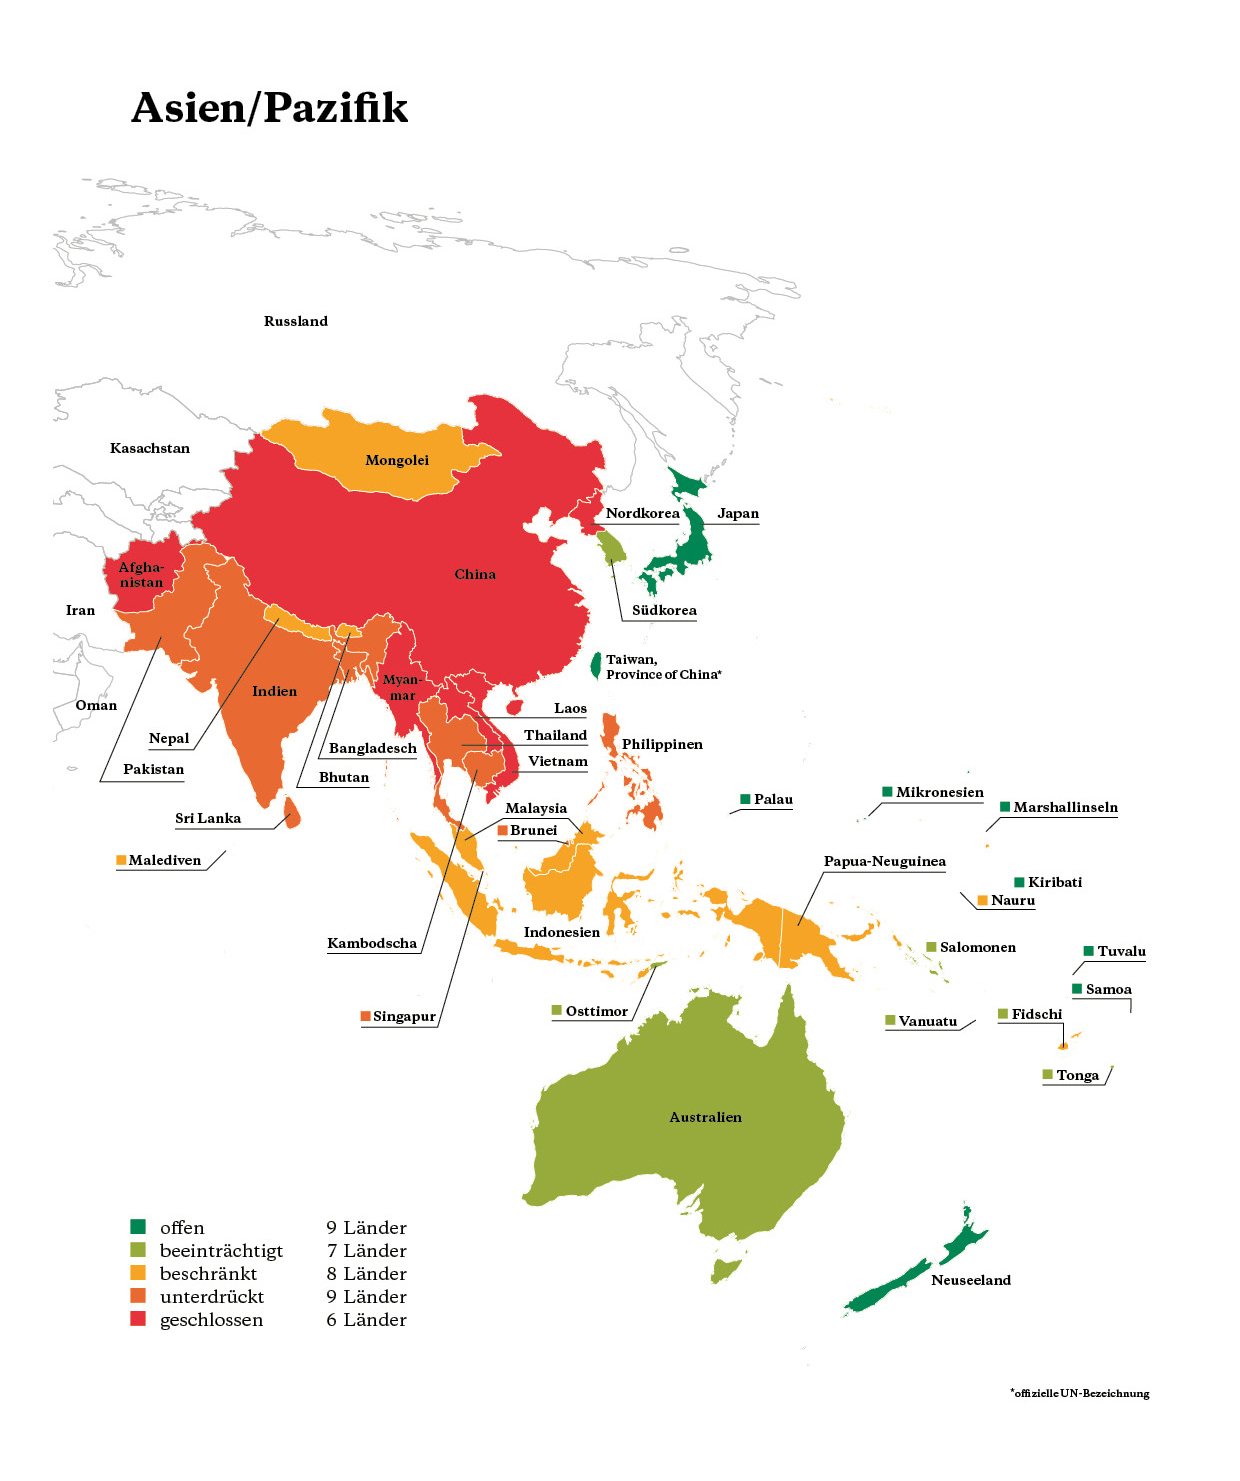 Asien/Pazifik
Russland
Kasachstan
Mongolei
Nordkorea
Japan
Afgha-
nistan
China
Iran
Südkorea
Taiwan,
Province of China*
Myan-
mar
Indien
Oman
Laos
Nepal
Thailand
Philippinen
Bangladesch
Vietnam
Pakistan
Bhutan
Mikronesien
Palau
Marshallinseln
Malaysia
Sri Lanka
Brunei
Malediven
Papua-Neuguinea
Kiribati
Nauru
Indonesien
Kambodscha
Salomonen
Tuvalu
Samoa
Singapur
Osttimor
Fidschi
Vanuatu
Tonga
Australien
offen 9 Länder
beeinträchtigt 7 Länder
beschränkt 8 Länder
unterdrückt 9 Länder
geschlossen 6 Länder
Neuseeland
*offizielle UN-Bezeichnung